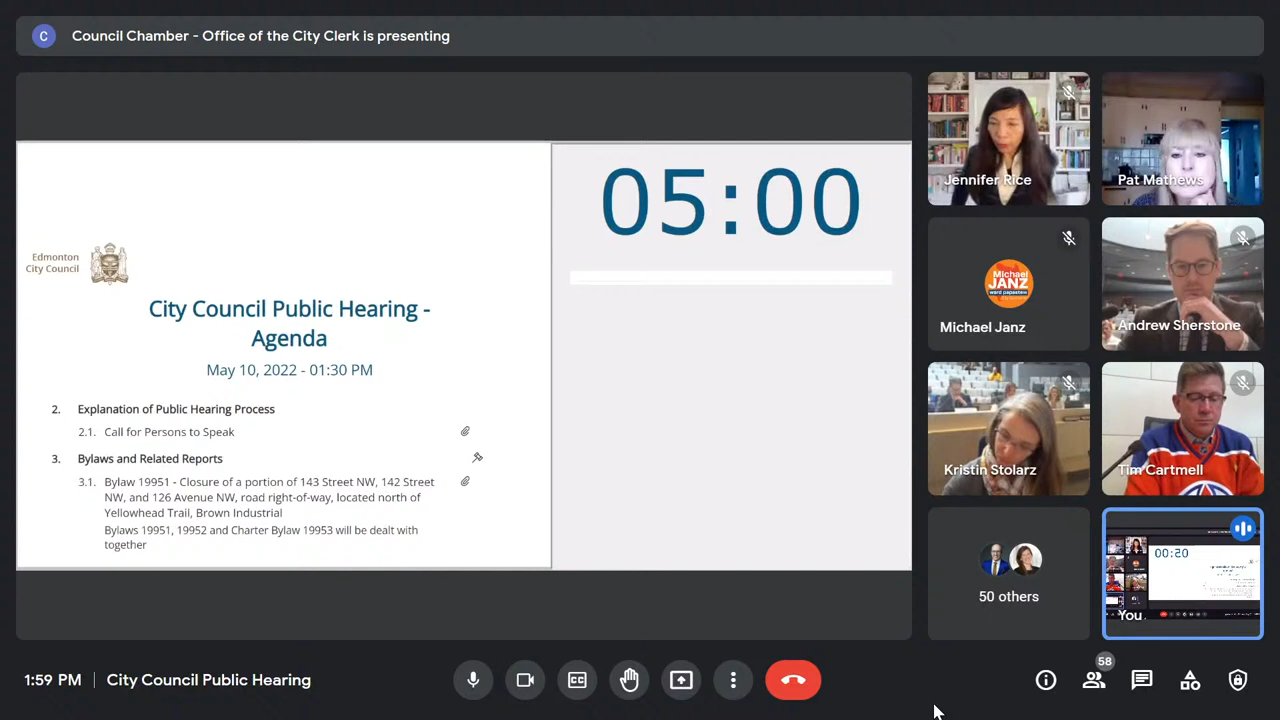 C
Council Chamber - Office of the City Clerk is presenting
Edmonton
City Council
City Council Public Hearing -
Agenda
May 10, 2022 - 01:30 PM
2. Explanation of Public Hearing Process
2.1. Call for Persons to Speak
3. Bylaws and Related Reports
3.1. Bylaw 19951 - Closure of a portion of 143 Street NW, 142 Street
NW, and 126 Avenue NW, road right-of-way, located north of
Yellowhead Trail, Brown Industrial
Bylaws 19951, 19952 and Charter Bylaw 19953 will be dealt with
together
05:00
Jennifer Rice
Pat Mathews
Michael
JANZ
ward papastew
Michael Janz
Andrew Sherstone
Kristin Stolarz
Tim Cartmell
50 others
00:50
You
1:59 PM | City Council Public Hearing
CC
58